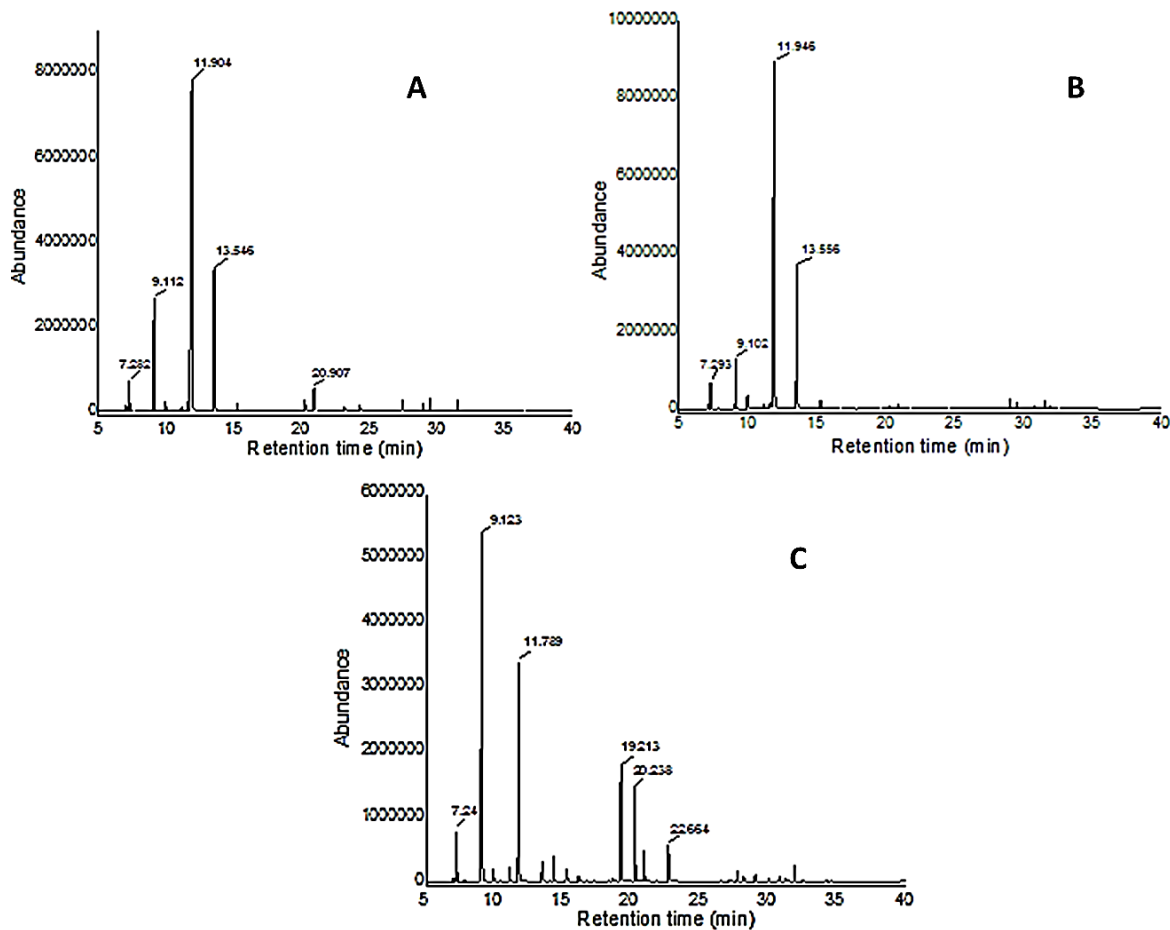 A
Abundance
8000000
6000000
4000000
2000000
0
7.282
9.112
11.904
13.546
20.907
5 10 15 20 25 30 35 40
Retention time (min)
B
Abundance
10000000
8000000
6000000
4000000
2000000
0
7.293
9.102
11.946
13.556
5 10 15 20 25 30 35 40
Retention time (min)
C
Abundance
6000000
5000000
4000000
3000000
2000000
1000000
0
7.24
9.123
11.789
19.213
20.238
22.664
5 10 15 20 25 30 35 40
Retention time (min)